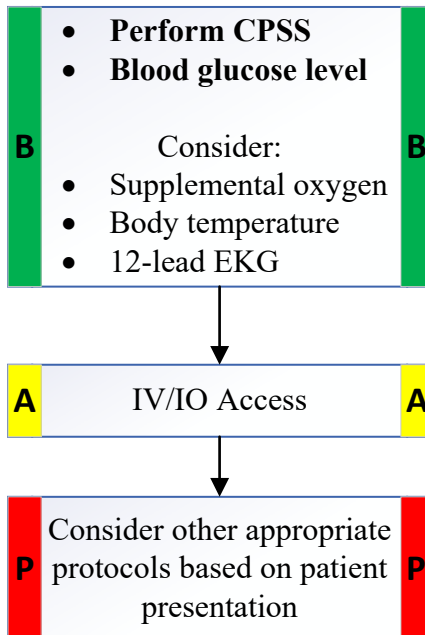 • Perform CPSS
• Blood glucose level
B B
Consider:
• Supplemental oxygen
• Body temperature
• 12-lead EKG
A IV/IO Access A
Consider other appropriate
P protocols based on patient P
presentation